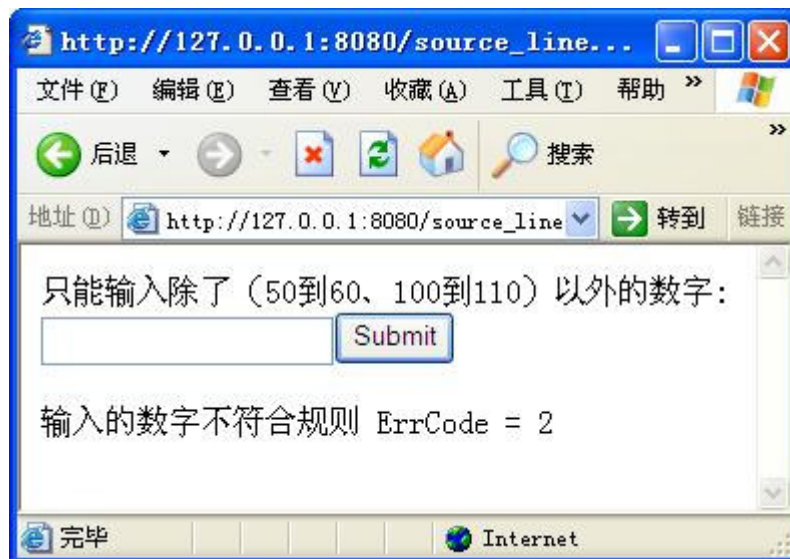 http://127.0.0.1:8080/source_line...
文件(F) 编辑(E) 查看(V) 收藏(A) 工具(T) 帮助 »
后退 搜索 »
地址(D) http://127.0.0.1:8080/source_line 转到 链接
只能输入除了（50到60、100到110）以外的数字:
Submit
输入的数字不符合规则 ErrCode = 2
完毕 Internet